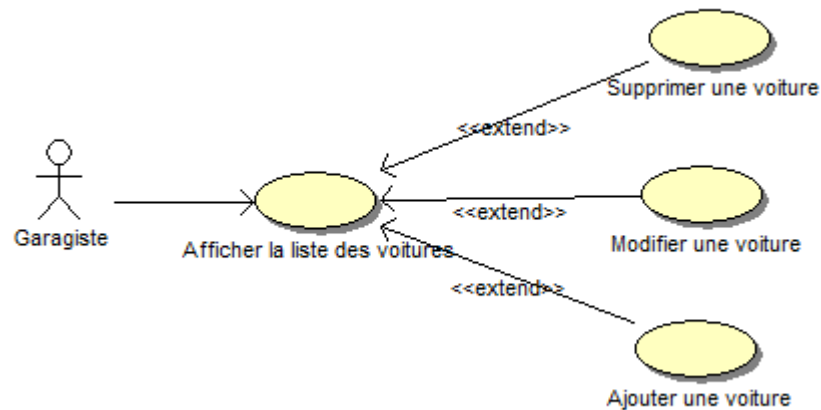 Supprimer une voiture
<<extend>>
Garagiste
Afficher la liste des voitures
<<extend>>
Modifier une voiture
<<extend>>
Ajouter une voiture